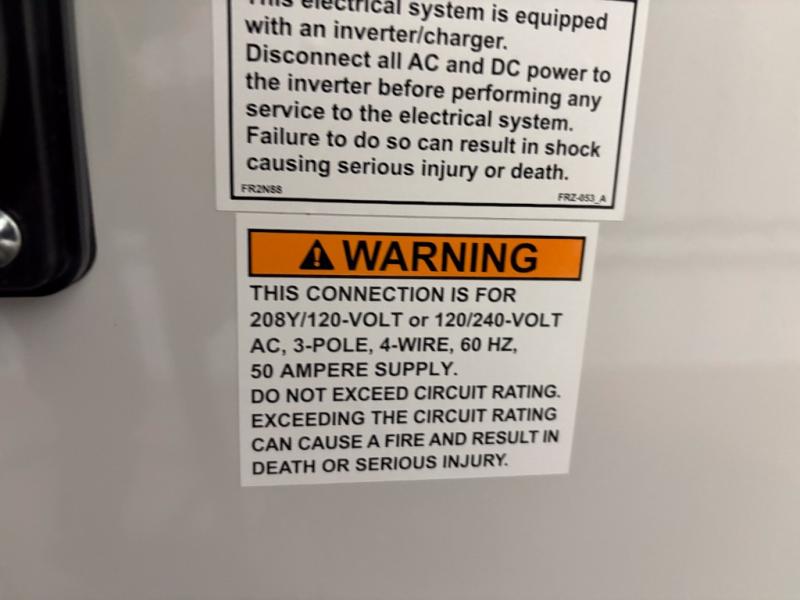 This electrical system is equipped
with an inverter/charger.
Disconnect all AC and DC power to
the inverter before performing any
service to the electrical system.
Failure to do so can result in shock
causing serious injury or death.
FR2N88
FRZ-053_A
WARNING
THIS CONNECTION IS FOR
208Y/120-VOLT or 120/240-VOLT
AC, 3-POLE, 4-WIRE, 60 HZ,
50 AMPERE SUPPLY.
DO NOT EXCEED CIRCUIT RATING.
EXCEEDING THE CIRCUIT RATING
CAN CAUSE A FIRE AND RESULT IN
DEATH OR SERIOUS INJURY.